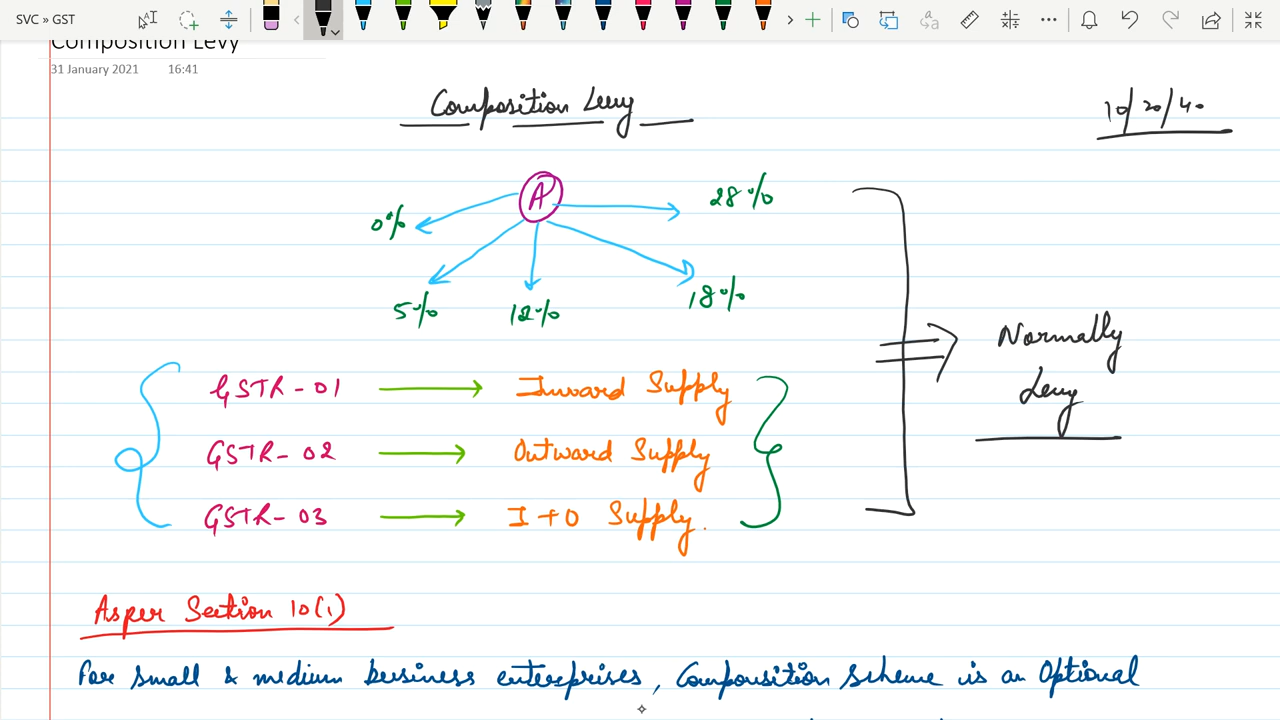 SVC » GST
Composition Levy
31 January 2021 16:41
Composition Levy
10/20/40
A
28%
0%
5%
12%
18%
Normally
Levy
GSTR-01 Inward Supply
GSTR-02 Outward Supply
GSTR-03 I+O Supply.
As per Section 10(1)
For small & medium business enterprises, Composition scheme is an Optional